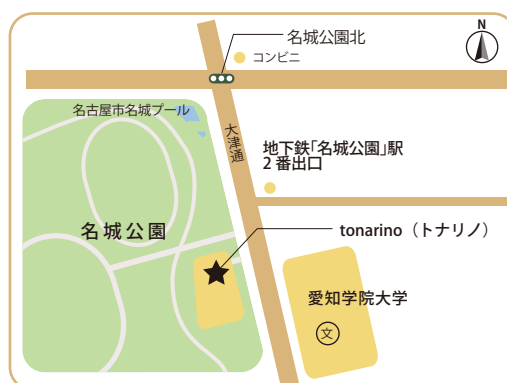 名城公園北
N
コンビニ
名古屋市名城プール
大津通
地下鉄「名城公園」駅
2 番出口
名城公園
tonarino（トナリノ）
愛知学院大学
文